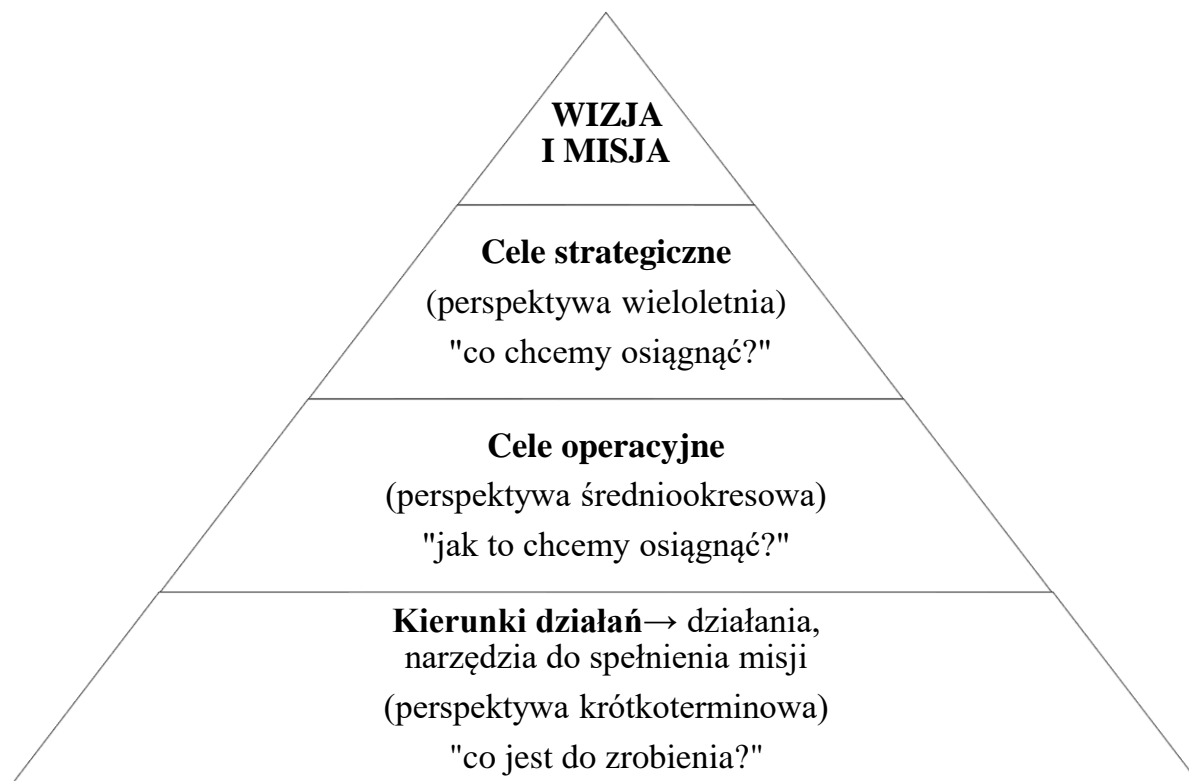 WIZJA
I MISJA
Cele strategiczne
(perspektywa wieloletnia)
"co chcemy osiągnąć?"
Cele operacyjne
(perspektywa średniookresowa)
"jak to chcemy osiągnąć?"
Kierunki działań→ działania,
narzędzia do spełnienia misji
(perspektywa krótkoterminowa)
"co jest do zrobienia?"